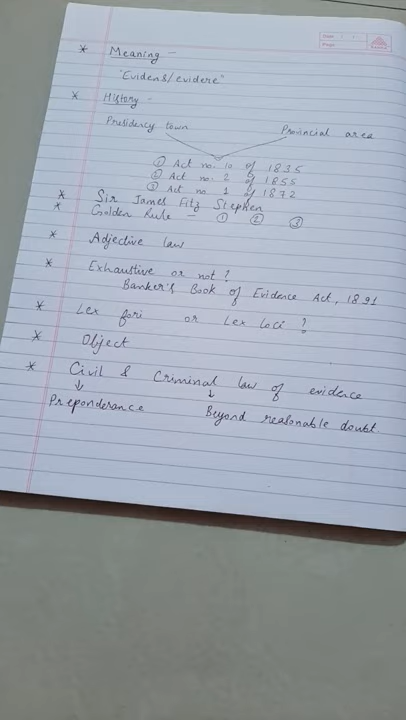 Date : / /
Page
* Meaning -
"Evidens/evidere"
* History -
Presidency town Provincial area
① Act no. 10 of 1835
② Act no. 2 of 1855
③ Act no. 1 of 1872
* Sir James Fitz Stephen
* Golden Rule - ① ② ③
* Adjective law
* Exhaustive or not?
Banker's Book of Evidence Act, 1891
* Lex fori or Lex Loci?
* Object
* Civil & Criminal law of evidence
↓ ↓
Preponderance Beyond reasonable doubt.